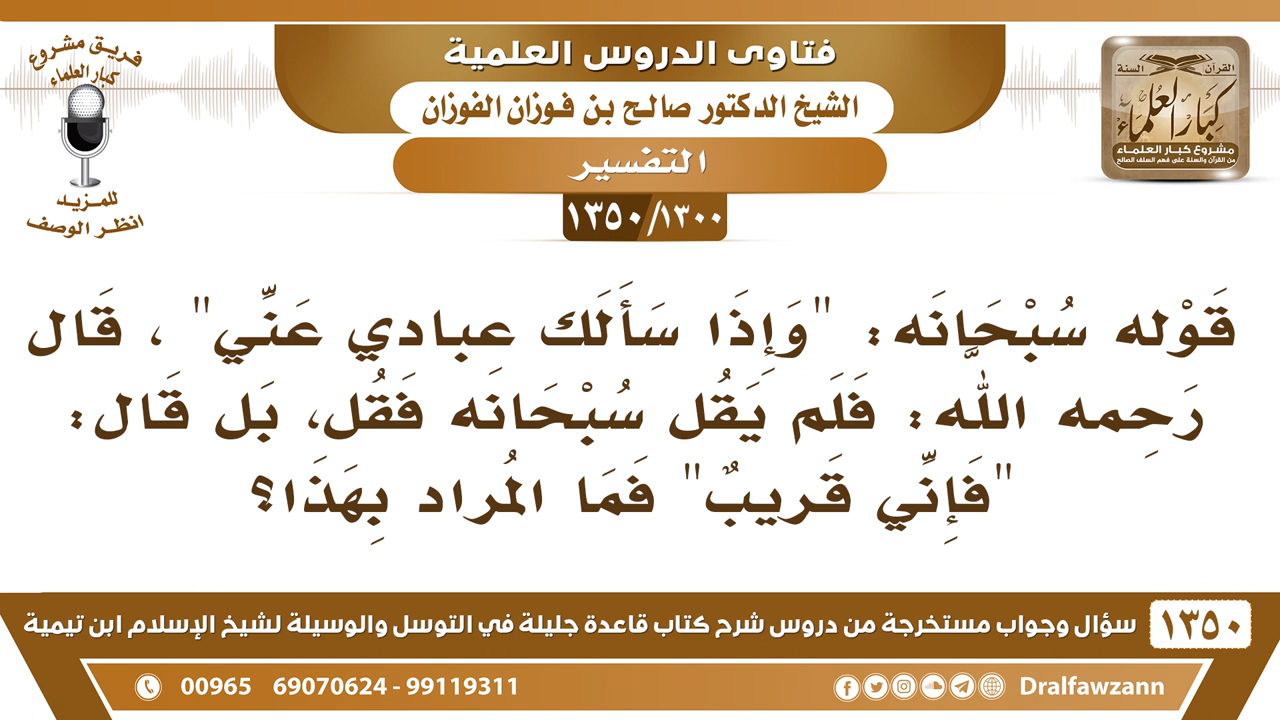 فتاوى الدروس العلمية
الشيخ الدكتور صالح بن فوزان الفوزان
التفسير
١٣٥٠/١٣٠٠
فريق مشروع
كبار العلماء
للمزيد
انظر الوصف
القرآن السنة
كبار العلماء
مشروع كبار العلماء
من القرآن والسنة على فهم السلف الصالح
قَوْله سُبْحَانَه: "وَإِذَا سَأَلَك عِبادي عَنِّي" ، قَال
رَحِمه اللَّه: فَلَم يَقُل سُبْحَانَه فَقُل، بَل قَال:
"فَإِنِّي قَريبٌ" فَمَا المُراد بِهَذَا؟
١٣٥٠ سؤال وجواب مستخرجة من دروس شرح كتاب قاعدة جليلة في التوسل والوسيلة لشيخ الإسلام ابن تيمية
00965 69070624 - 99119311
Dralfawzann